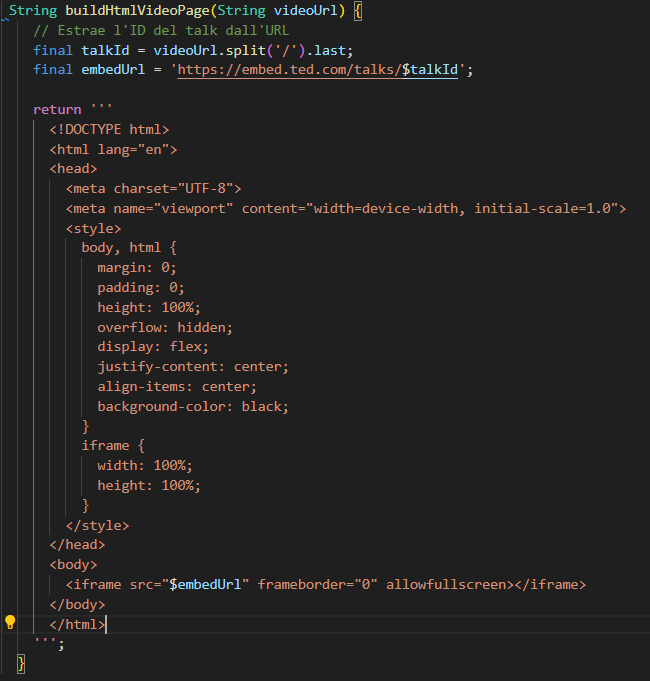 String buildHtmlVideoPage(String videoUrl) {
// Estrae l'ID del talk dall'URL
final talkId = videoUrl.split('/').last;
final embedUrl = 'https://embed.ted.com/talks/$talkId';
return '''
<!DOCTYPE html>
<html lang="en">
<head>
<meta charset="UTF-8">
<meta name="viewport" content="width=device-width, initial-scale=1.0">
<style>
body, html {
margin: 0;
padding: 0;
height: 100%;
overflow: hidden;
display: flex;
justify-content: center;
align-items: center;
background-color: black;
}
iframe {
width: 100%;
height: 100%;
}
</style>
</head>
<body>
<iframe src="$embedUrl" frameborder="0" allowfullscreen></iframe>
</body>
</html>
''';
}